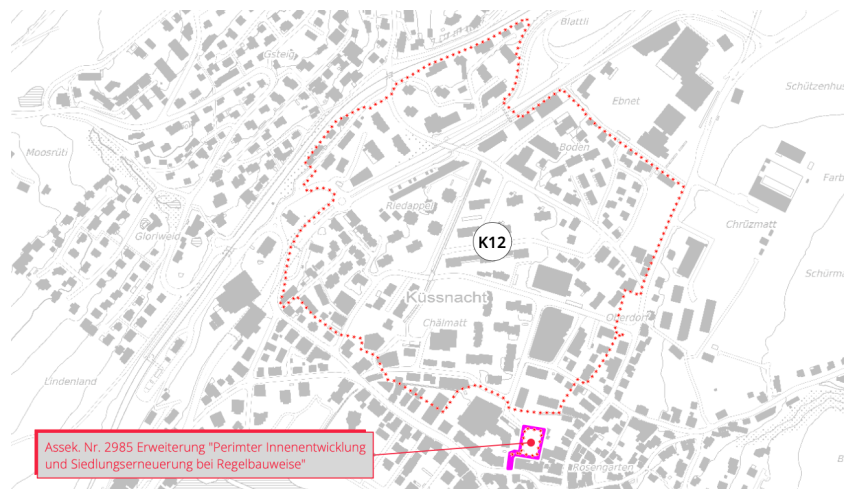 Blattli
Gsteig
Schützenhus
Ebnet
Boden
Moosrüti
Farb
Riedappel
Chrüzmatt
Gloriweid
K12
Schürma
Küssnacht
Oberdorf
Chälmatt
Lindenland
Assek. Nr. 2985 Erweiterung "Perimter Innenentwicklung
und Siedlungserneuerung bei Regelbauweise"
Rosengarten
B